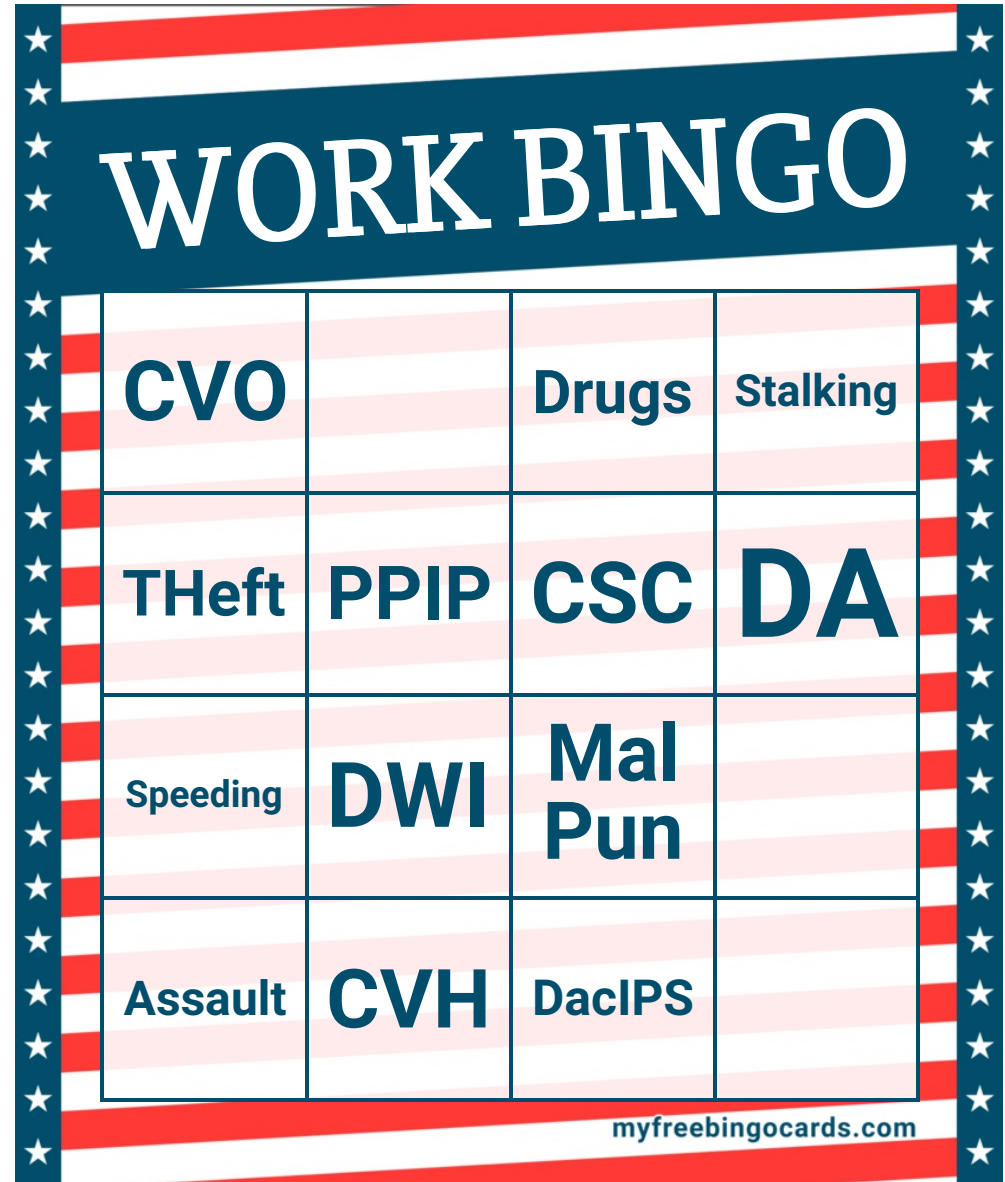 WORK BINGO
CVO
Drugs
Stalking
THeft
PPIP
CSC
DA
Speeding
DWI
Mal
Pun
Assault
CVH
DacIPS
myfreebingocards.com